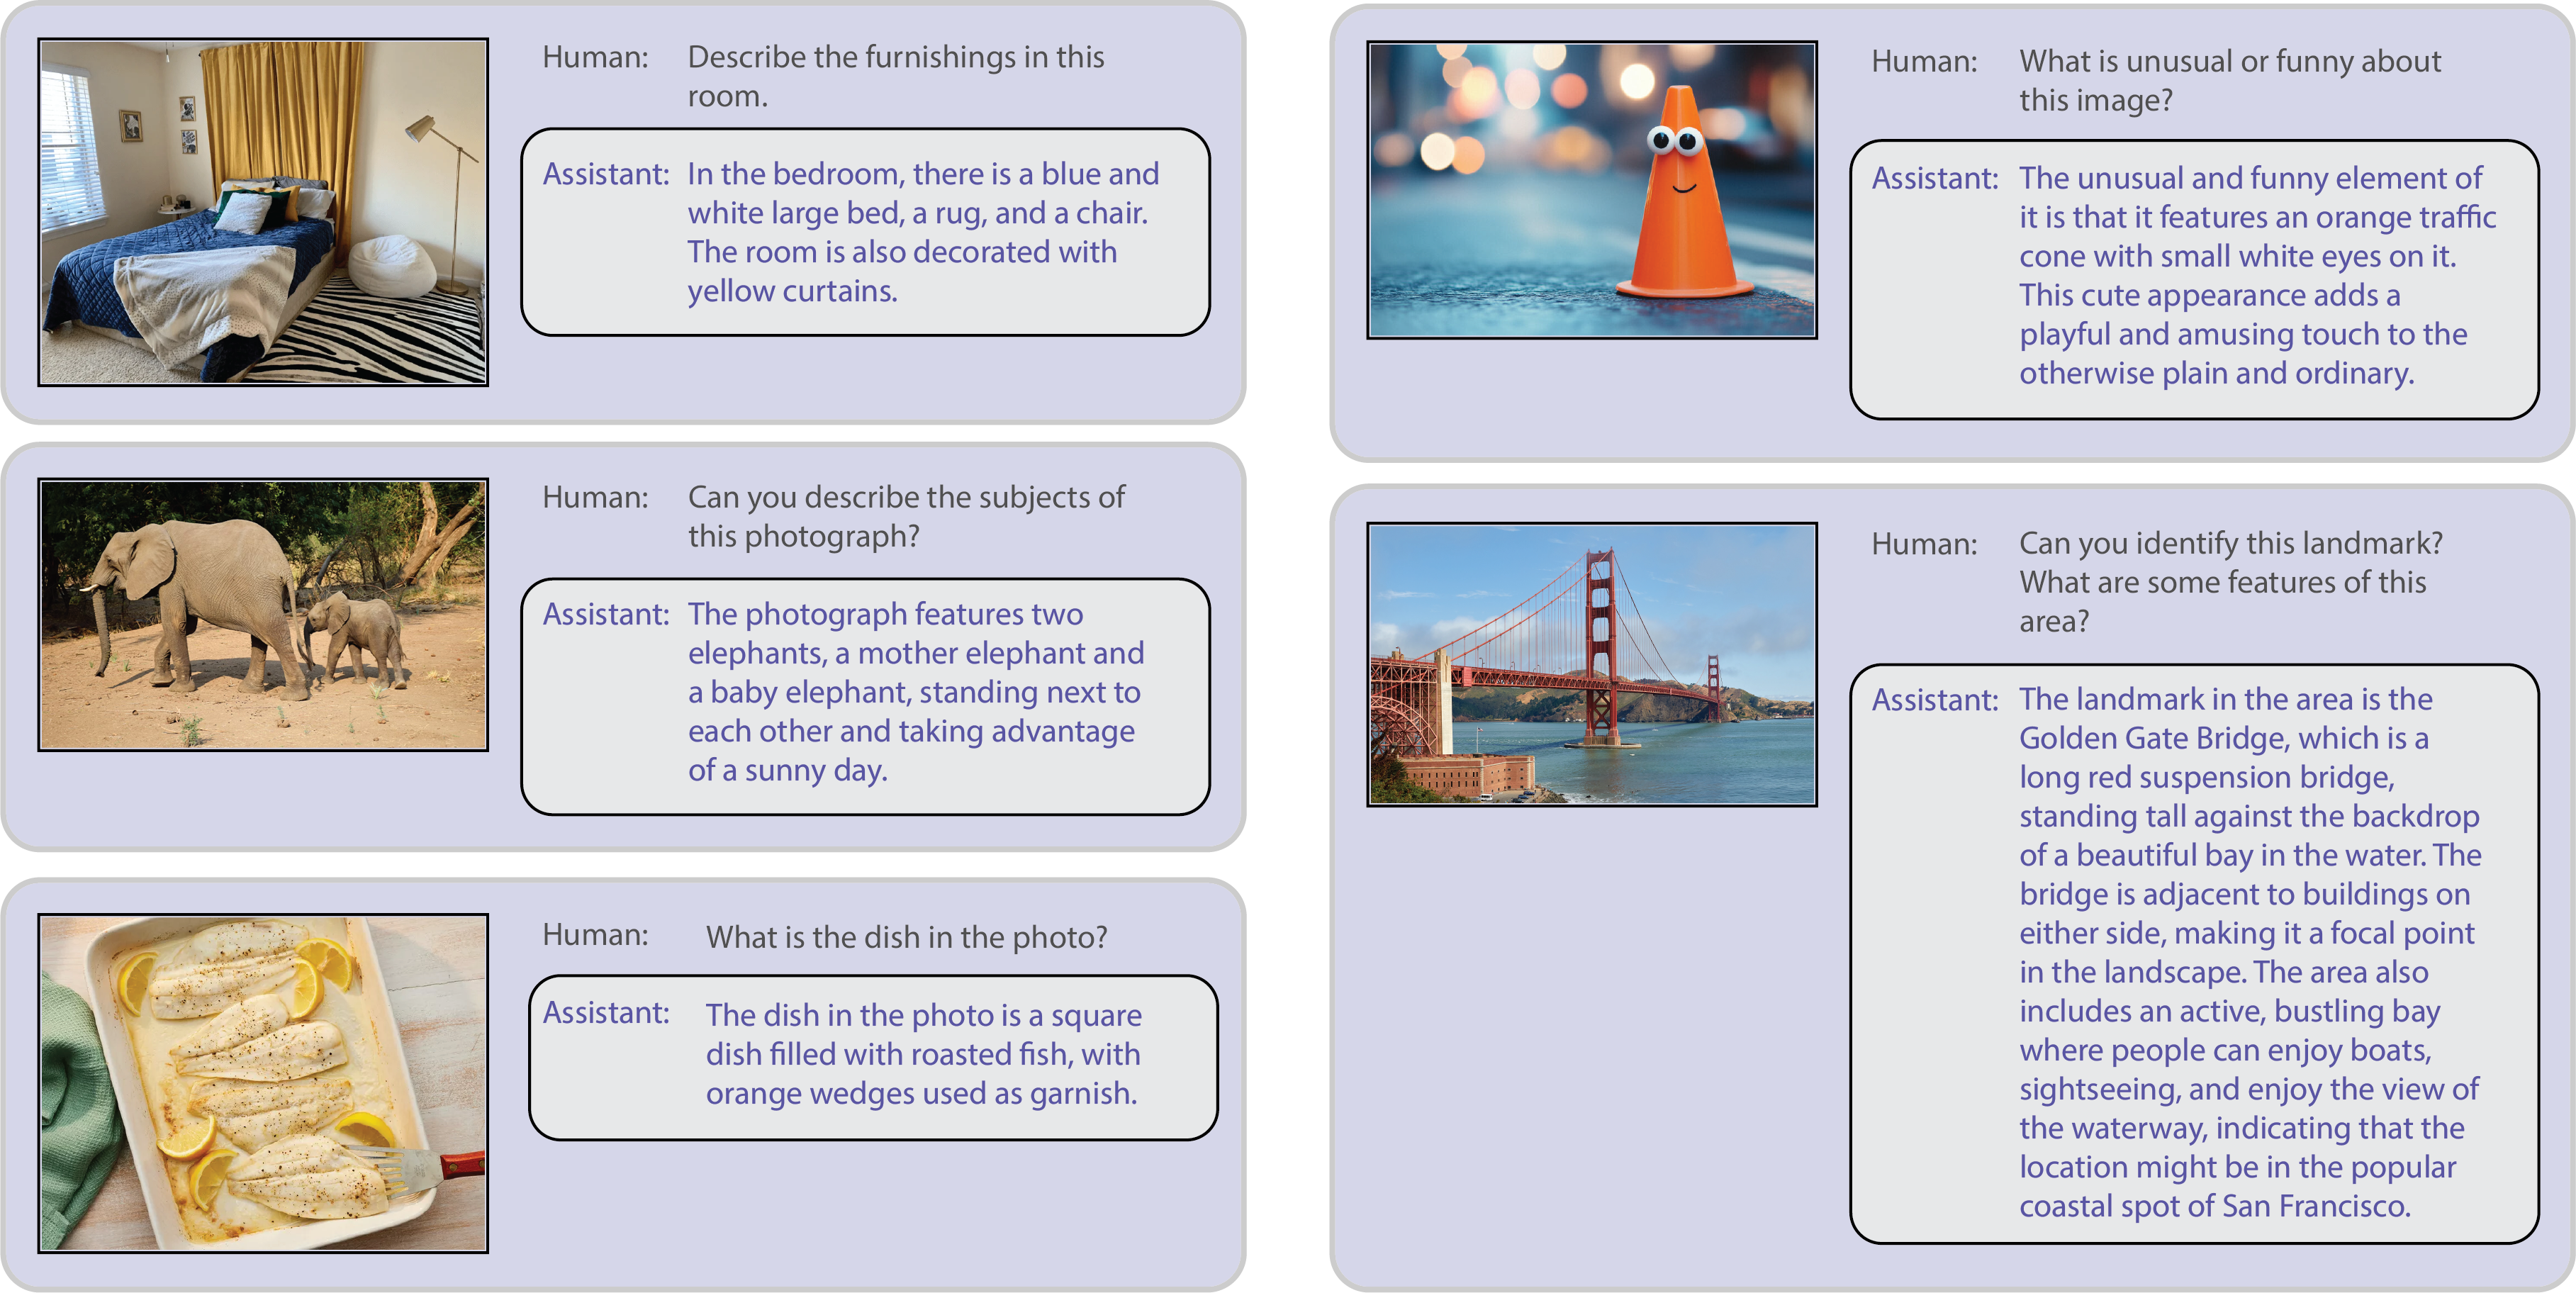 Human: Describe the furnishings in this
room.
Assistant: In the bedroom, there is a blue and
white large bed, a rug, and a chair.
The room is also decorated with
yellow curtains.
Human: Can you describe the subjects of
this photograph?
Assistant: The photograph features two
elephants, a mother elephant and
a baby elephant, standing next to
each other and taking advantage
of a sunny day.
Human: What is the dish in the photo?
Assistant: The dish in the photo is a square
dish filled with roasted fish, with
orange wedges used as garnish.
Human: What is unusual or funny about
this image?
Assistant: The unusual and funny element of
it is that it features an orange traffic
cone with small white eyes on it.
This cute appearance adds a
playful and amusing touch to the
otherwise plain and ordinary.
Human: Can you identify this landmark?
What are some features of this
area?
Assistant: The landmark in the area is the
Golden Gate Bridge, which is a
long red suspension bridge,
standing tall against the backdrop
of a beautiful bay in the water. The
bridge is adjacent to buildings on
either side, making it a focal point
in the landscape. The area also
includes an active, bustling bay
where people can enjoy boats,
sightseeing, and enjoy the view of
the waterway, indicating that the
location might be in the popular
coastal spot of San Francisco.